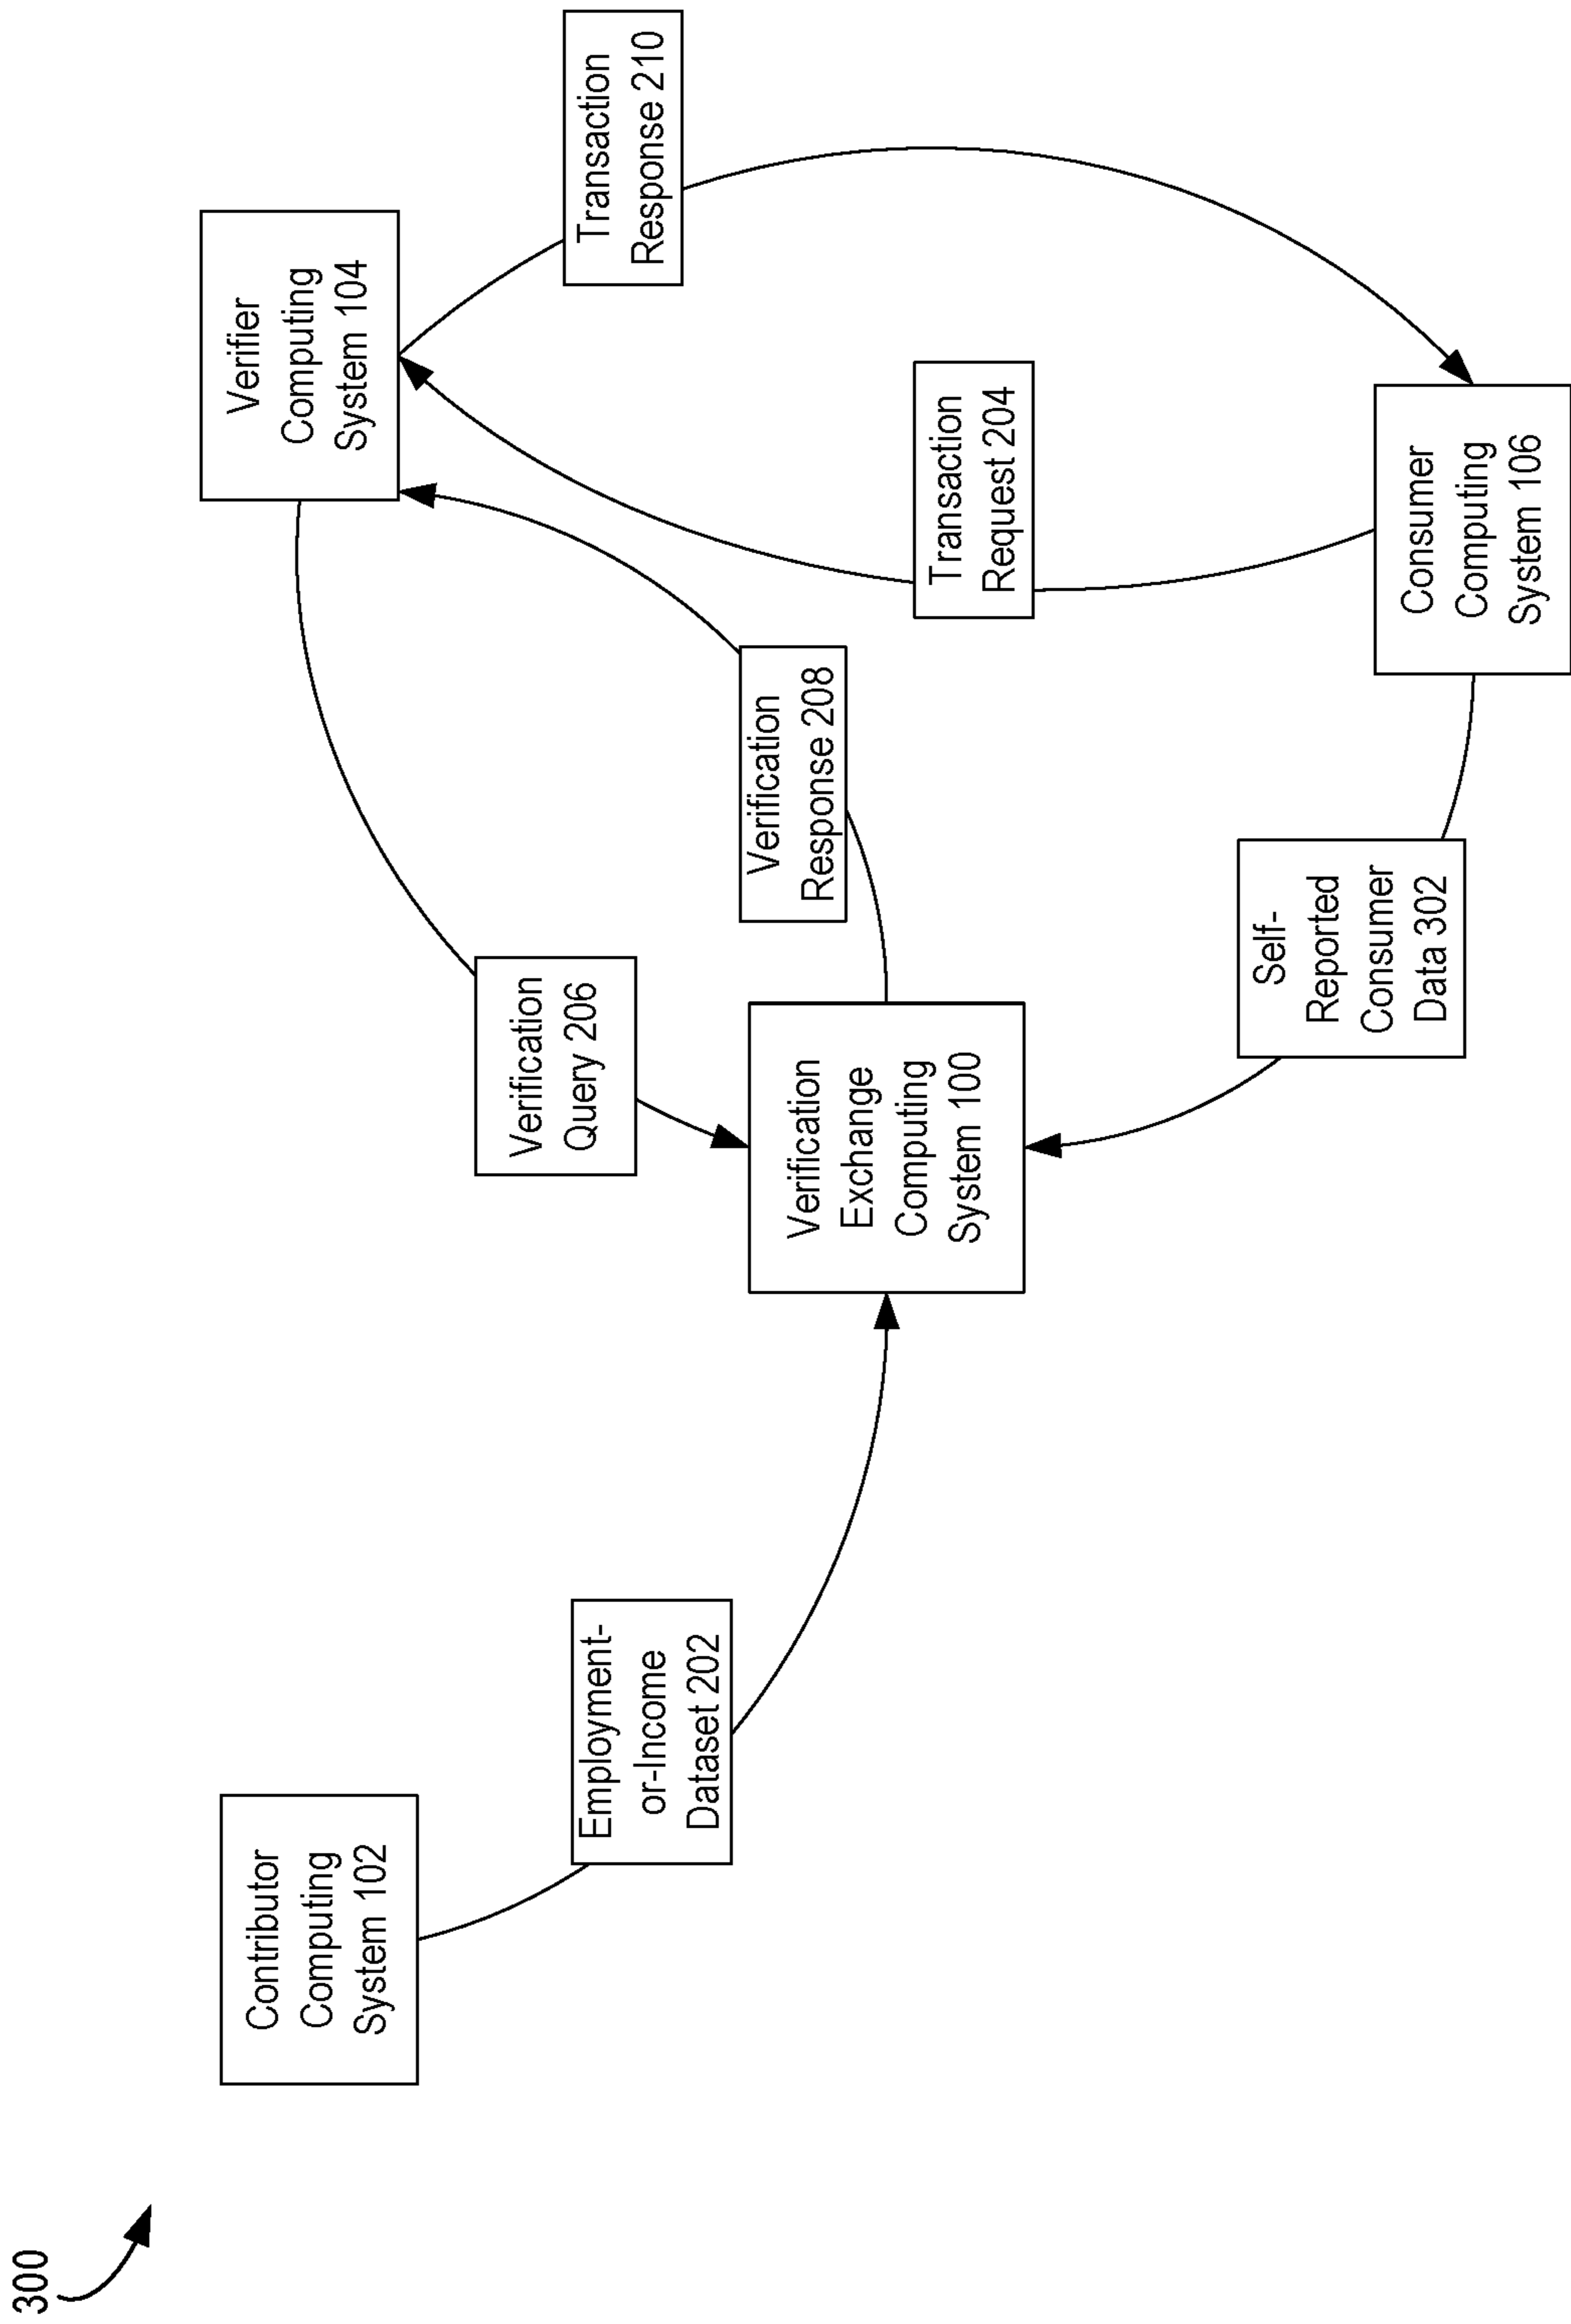 300
Contributor
Computing
System 102
Employment-
or-Income
Dataset 202
Verification
Exchange
Computing
System 100
Verification
Query 206
Verification
Response 208
Verifier
Computing
System 104
Transaction
Response 210
Transaction
Request 204
Self-
Reported
Consumer
Data 302
Consumer
Computing
System 106